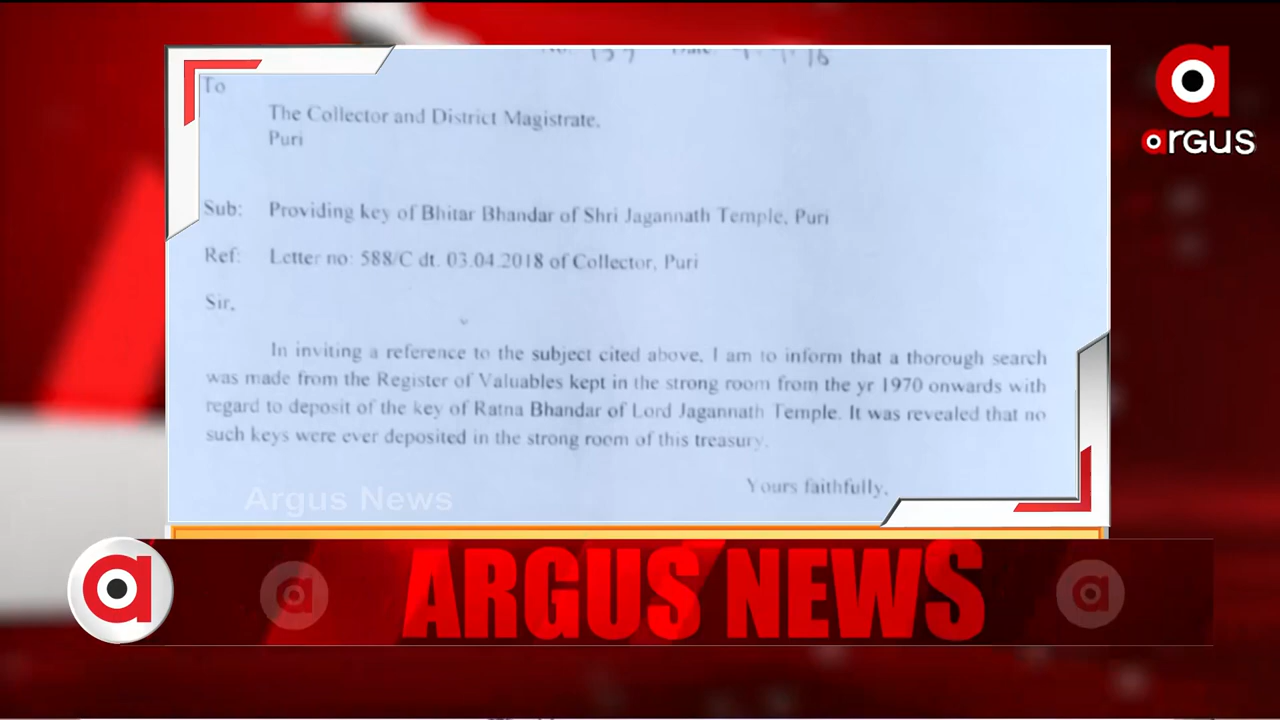 To
The Collector and District Magistrate,
Puri
Sub: Providing key of Bhitar Bhandar of Shri Jagannath Temple, Puri
Ref: Letter no: 588/C dt. 03.04.2018 of Collector, Puri
Sir,
In inviting a reference to the subject cited above, I am to inform that a thorough search
was made from the Register of Valuables kept in the strong room from the yr 1970 onwards with
regard to deposit of the key of Ratna Bhandar of Lord Jagannath Temple. It was revealed that no
such keys were ever deposited in the strong room of this treasury.
Yours faithfully,
Argus News
argus
ARGUS NEWS